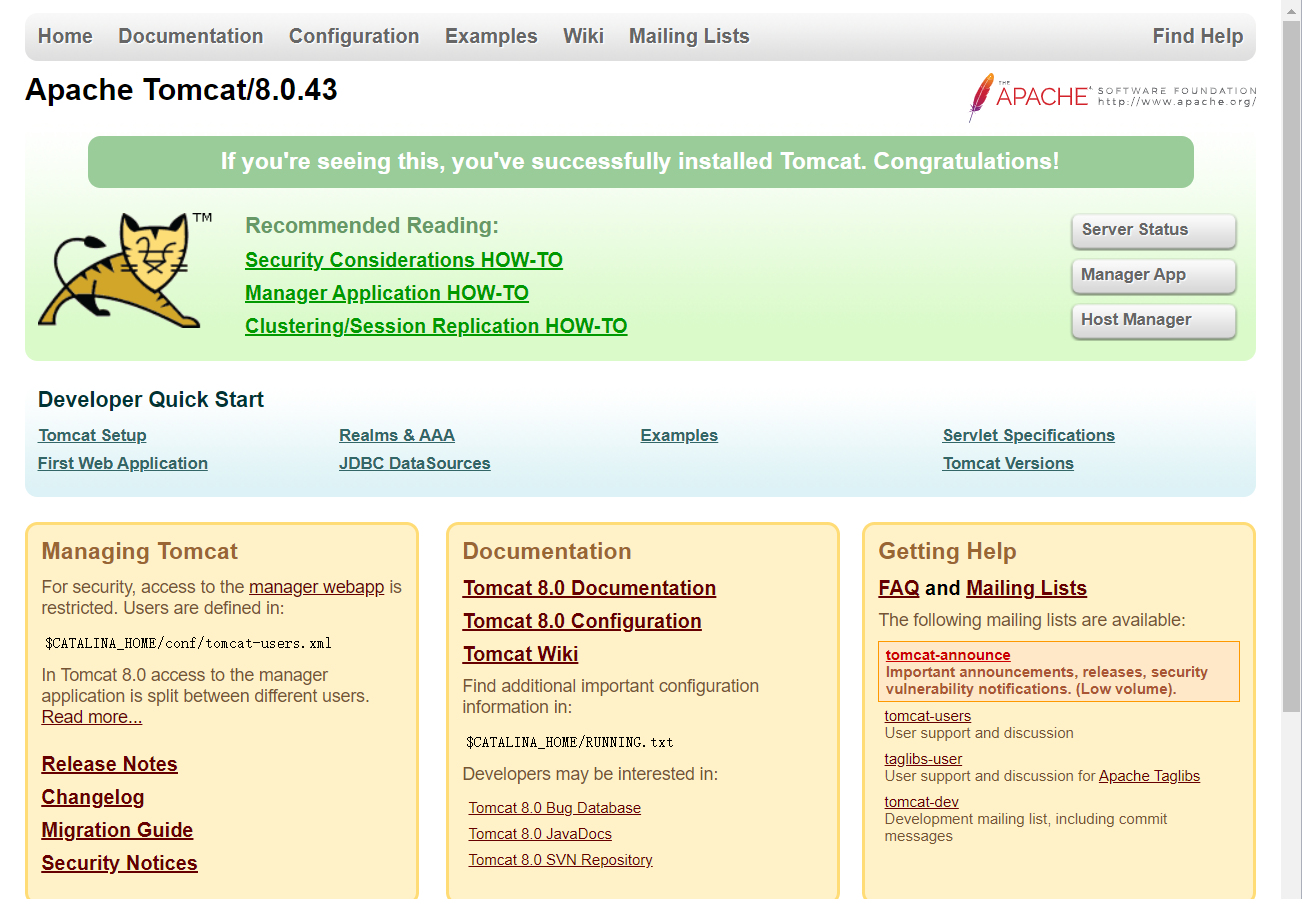 Home Documentation Configuration Examples Wiki Mailing Lists Find Help
Apache Tomcat/8.0.43
THE
APACHE SOFTWARE FOUNDATION
http://www.apache.org/
If you're seeing this, you've successfully installed Tomcat. Congratulations!
TM
Recommended Reading:
Security Considerations HOW-TO
Manager Application HOW-TO
Clustering/Session Replication HOW-TO
Server Status
Manager App
Host Manager
Developer Quick Start
Tomcat Setup
First Web Application
Realms & AAA
JDBC DataSources
Examples
Servlet Specifications
Tomcat Versions
Managing Tomcat
For security, access to the manager webapp is
restricted. Users are defined in:
$CATALINA_HOME/conf/tomcat-users.xml
In Tomcat 8.0 access to the manager
application is split between different users.
Read more...
Release Notes
Changelog
Migration Guide
Security Notices
Documentation
Tomcat 8.0 Documentation
Tomcat 8.0 Configuration
Tomcat Wiki
Find additional important configuration
information in:
$CATALINA_HOME/RUNNING.txt
Developers may be interested in:
Tomcat 8.0 Bug Database
Tomcat 8.0 JavaDocs
Tomcat 8.0 SVN Repository
Getting Help
FAQ and Mailing Lists
The following mailing lists are available:
tomcat-announce
Important announcements, releases, security
vulnerability notifications. (Low volume).
tomcat-users
User support and discussion
taglibs-user
User support and discussion for Apache Taglibs
tomcat-dev
Development mailing list, including commit
messages